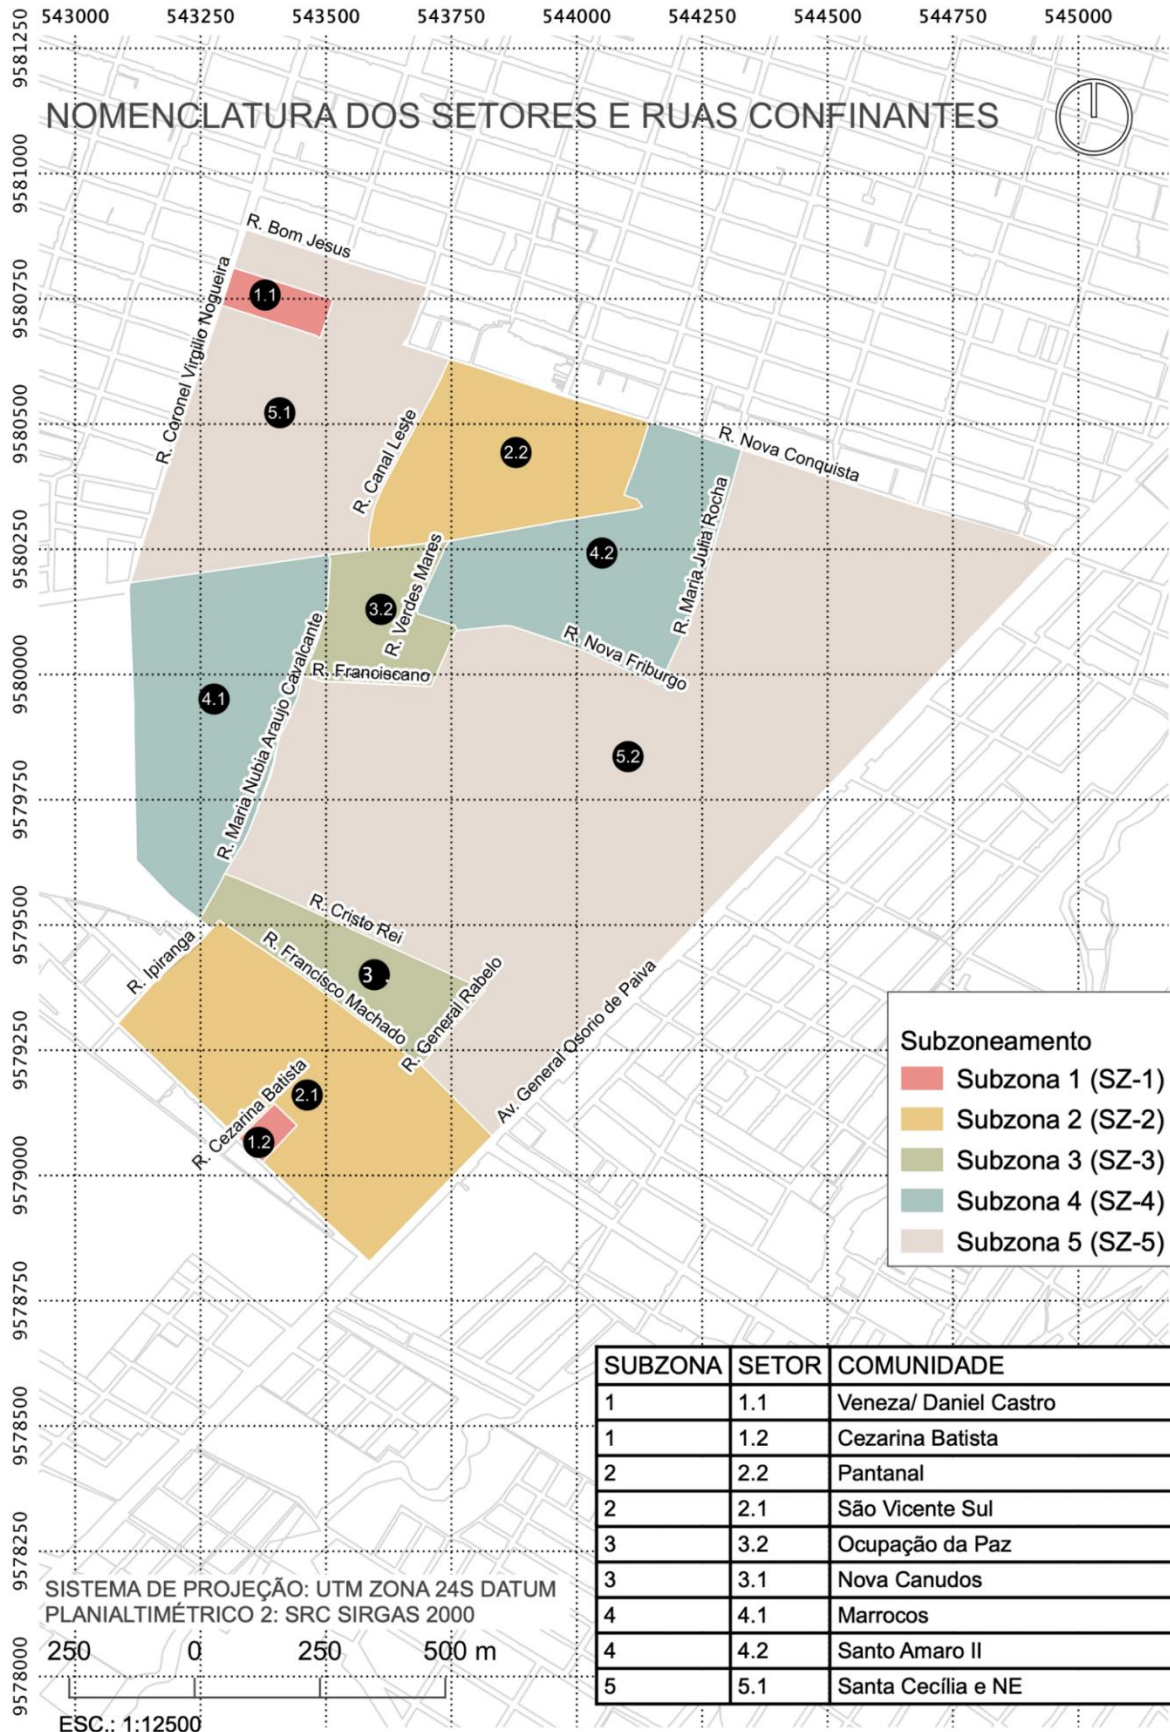 543000 543250 543500 543750 544000 544250 544500 544750 545000
9581250
NOMENCLATURA DOS SETORES E RUAS CONFINANTES
9581000
R. Bom Jesus
9580750
1.1
R. Coronel Virgilio Nogueira
5.1
R. Canal Leste
9580500
2.2
R. Nova Conquista
R. Maria Julia Rocha
9580250
4.2
R. Verdes Mares
3.2
R. Nova Friburgo
R. Franciscano
9580000
4.1
R. Maria Nubia Araujo Cavalcante
5.2
9579750
9579500
R. Cristo Rei
R. Ipiranga
R. Francisco Machado
3.
R. General Rabelo
Av. General Osorio de Paiva
9579250
2.1
R. Cezarina Batista
1.2
9579000
Subzoneamento
Subzona 1 (SZ-1)
Subzona 2 (SZ-2)
Subzona 3 (SZ-3)
Subzona 4 (SZ-4)
Subzona 5 (SZ-5)
9578750
9578500
9578250
9578000
SUBZONA SETOR COMUNIDADE
1 1.1 Veneza/ Daniel Castro
1 1.2 Cezarina Batista
2 2.2 Pantanal
2 2.1 São Vicente Sul
3 3.2 Ocupação da Paz
3 3.1 Nova Canudos
4 4.1 Marrocos
4 4.2 Santo Amaro II
5 5.1 Santa Cecília e NE
SISTEMA DE PROJEÇÃO: UTM ZONA 24S DATUM
PLANIALTIMÉTRICO 2: SRC SIRGAS 2000
250 0 250 500 m
ESC.: 1:12500